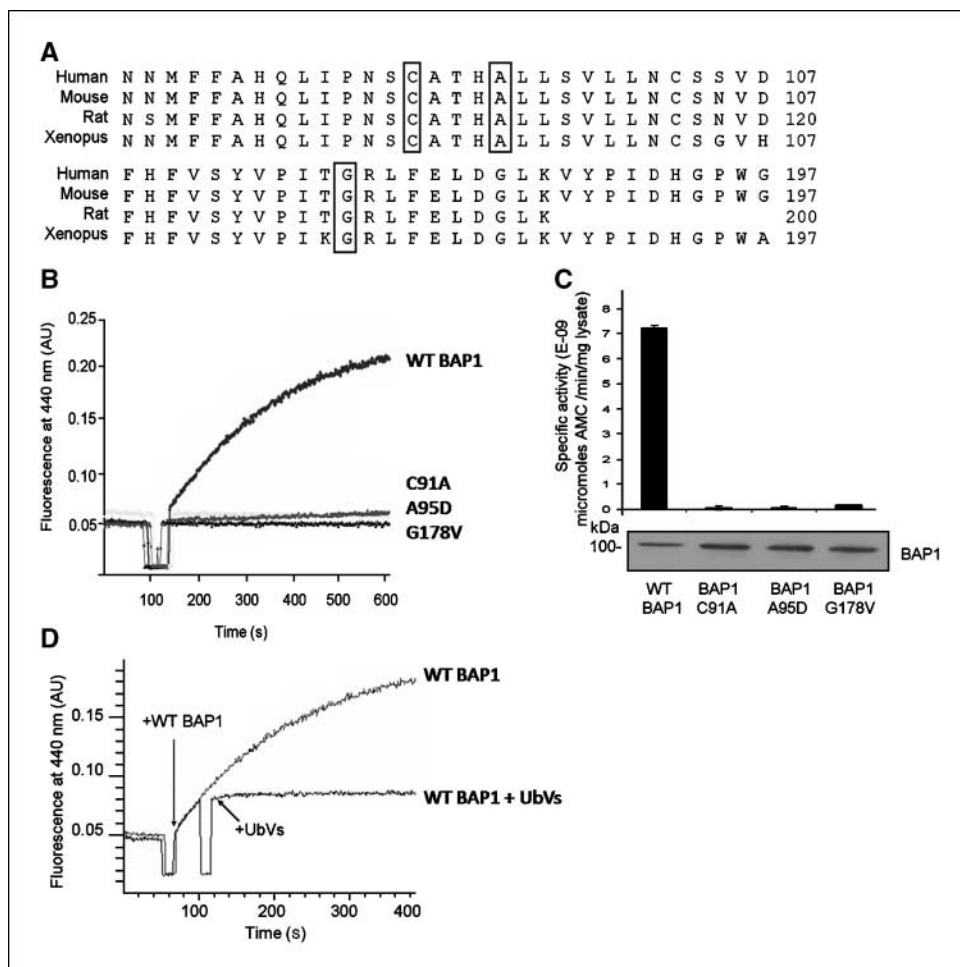 A
Human N N M F F A H Q L I P N S C A T H A L L S V L L N C S S V D 107
Mouse N N M F F A H Q L I P N S C A T H A L L S V L L N C S N V D 107
Rat N S M F F A H Q L I P N S C A T H A L L S V L L N C S N V D 120
Xenopus N N M F F A H Q L I P N S C A T H A L L S V L L N C S G V H 107
Human F H F V S Y V P I T G R L F E L D G L K V Y P I D H G P W G 197
Mouse F H F V S Y V P I T G R L F E L D G L K V Y P I D H G P W G 197
Rat F H F V S Y V P I T G R L F E L D G L K 200
Xenopus F H F V S Y V P I K G R L F E L D G L K V Y P I D H G P W A 197
B
Fluorescence at 440 nm (AU)
0.25
0.20
0.15
0.10
0.05
WT BAP1
C91A
A95D
G178V
100 200 300 400 500 600
Time (s)
C
Specific activity (E-09
micromoles AMC /min/mg lysate)
8
7
6
5
4
3
2
1
0
kDa
100-
BAP1
WT BAP1 BAP1 BAP1
BAP1 C91A A95D G178V
D
Fluorescence at 440 nm (AU)
0.15
0.10
0.05
+WT BAP1
WT BAP1
WT BAP1 + UbVs
+UbVs
100 200 300 400
Time (s)